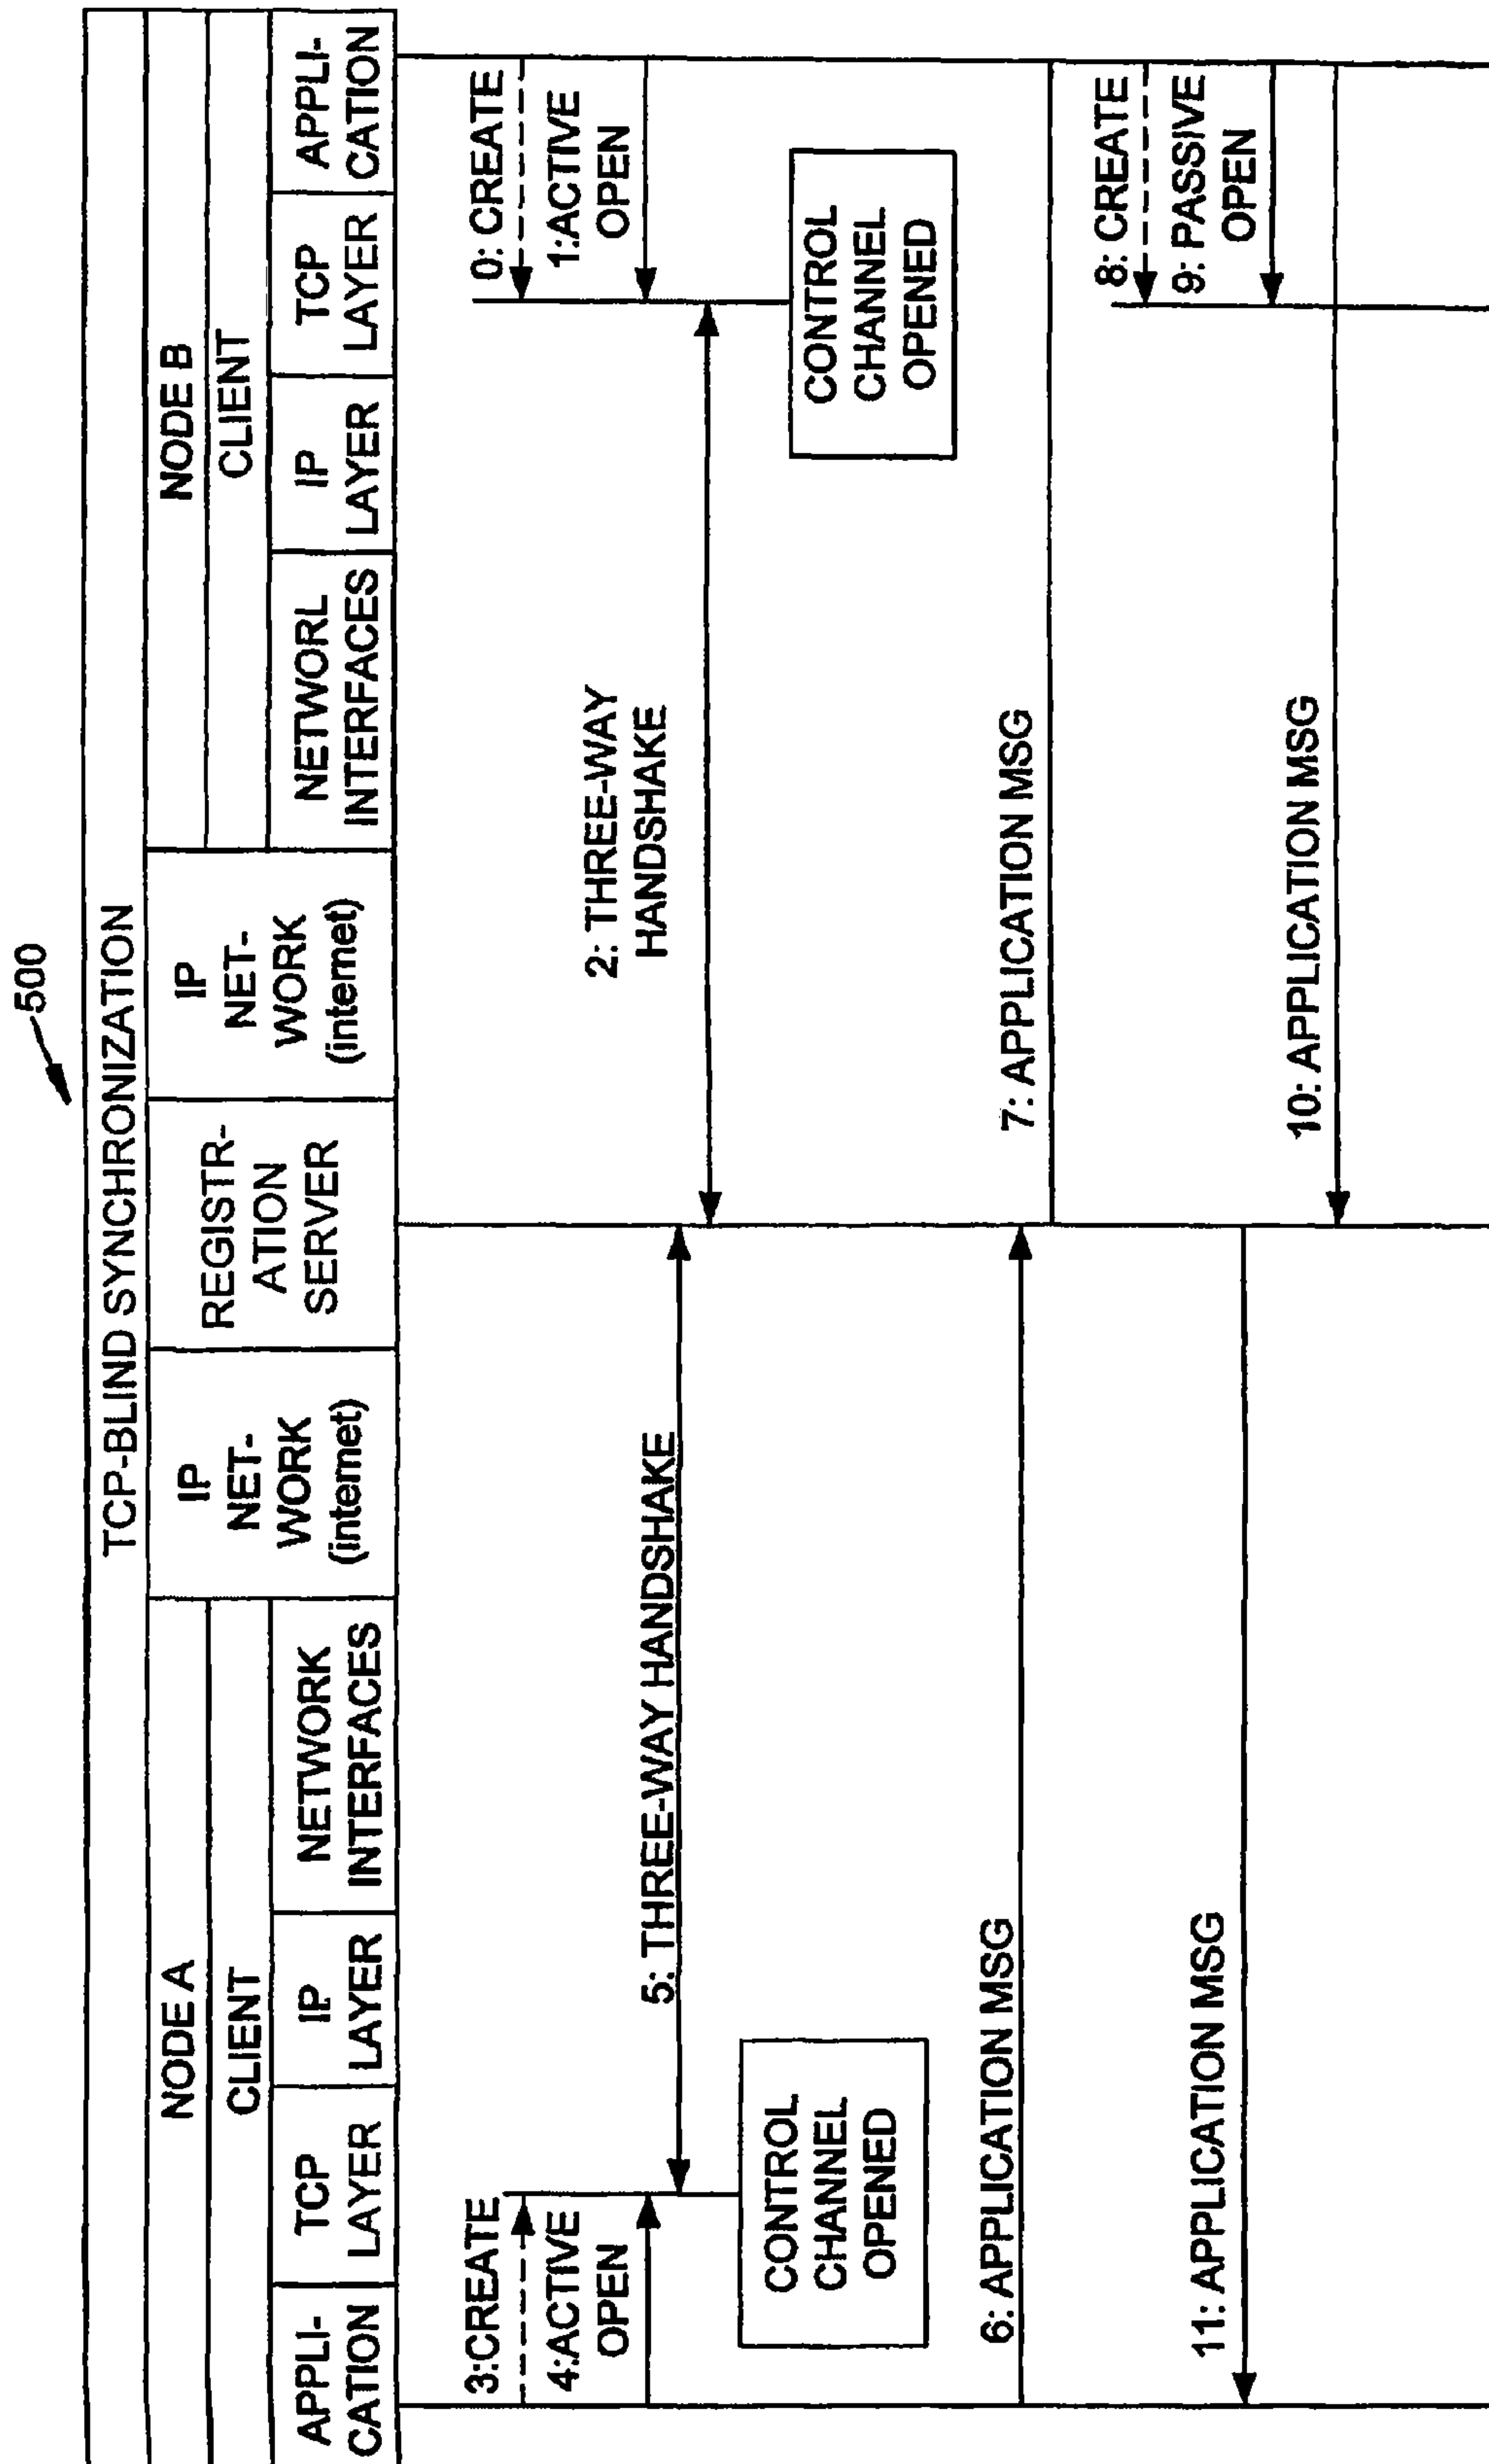 500
TCP-BLIND SYNCHRONIZATION
NODE A
IP
NET-
WORK
(internet)
REGISTR-
ATION
SERVER
IP
NET-
WORK
(internet)
NODE B
CLIENT
CLIENT
APPLI-
CATION
TCP
LAYER
IP
LAYER
NETWORK
INTERFACES
NETWORL
INTERFACES
IP
LAYER
TCP
LAYER
APPLI-
CATION
3:CREATE
4:ACTIVE
OPEN
0: CREATE
1:ACTIVE
OPEN
2: THREE-WAY
HANDSHAKE
5: THREE-WAY HANDSHAKE
CONTROL
CHANNEL
OPENED
CONTROL
CHANNEL
OPENED
6: APPLICATION MSG
7: APPLICATION MSG
8: CREATE
9: PASSIVE
OPEN
11: APPLICATION MSG
10: APPLICATION MSG